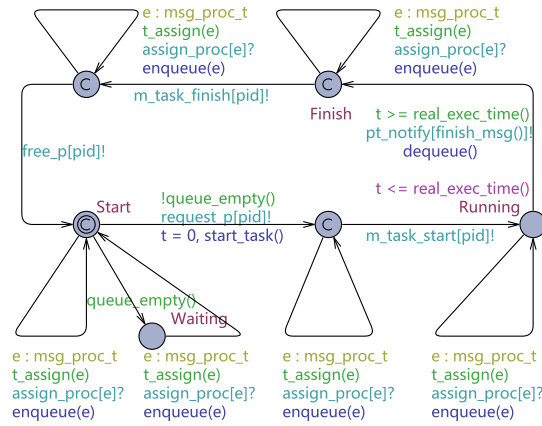 e : msg_proc_t
t_assign(e)
assign_proc[e]?
enqueue(e)
e : msg_proc_t
t_assign(e)
assign_proc[e]?
enqueue(e)
C
C
m_task_finish[pid]!
Finish
t >= real_exec_time()
pt_notify[finish_msg()]!
dequeue()
free_p[pid]!
t <= real_exec_time()
Running
Start
!queue_empty()
request_p[pid]!
t = 0, start_task()
C
C
m_task_start[pid]!
queue_empty()
Waiting
e : msg_proc_t
t_assign(e)
assign_proc[e]?
enqueue(e)
e : msg_proc_t
t_assign(e)
assign_proc[e]?
enqueue(e)
e : msg_proc_t
t_assign(e)
assign_proc[e]?
enqueue(e)
e : msg_proc_t
t_assign(e)
assign_proc[e]?
enqueue(e)